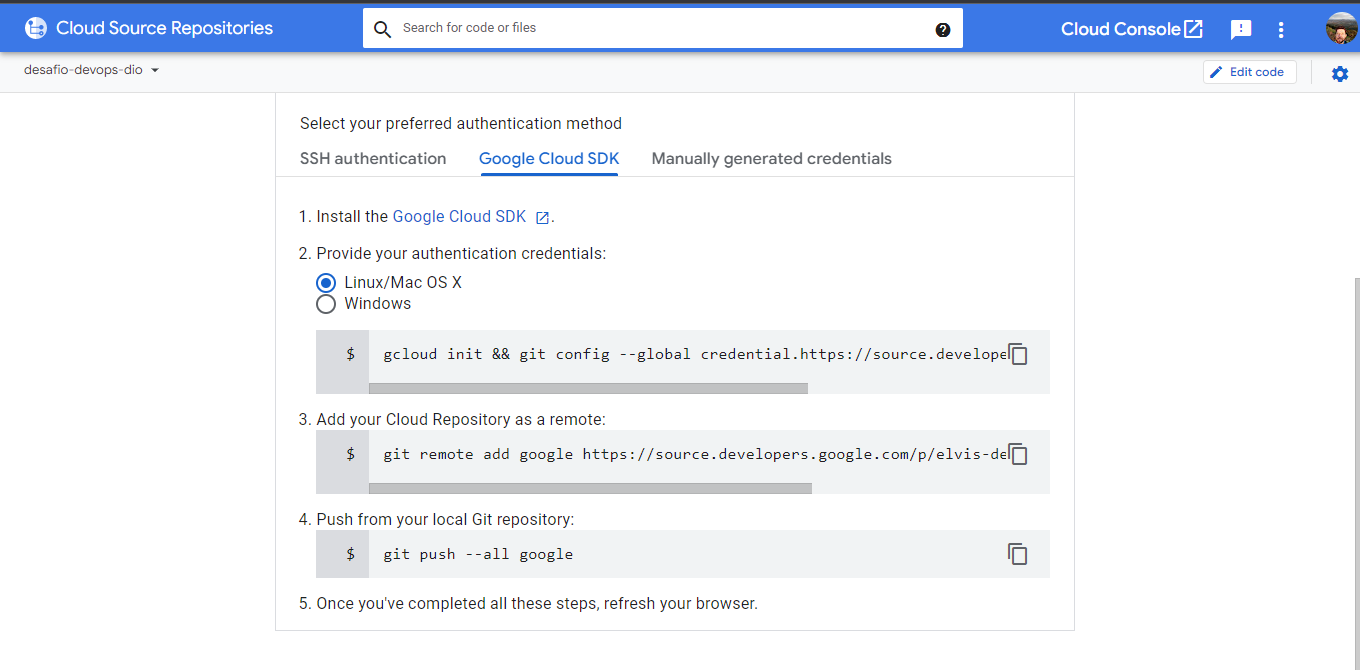 Cloud Source Repositories
Search for code or files
Cloud Console
desafio-devops-dio
Edit code
Select your preferred authentication method
SSH authentication
Google Cloud SDK
Manually generated credentials
1. Install the Google Cloud SDK .
2. Provide your authentication credentials:
Linux/Mac OS X
Windows
$ gcloud init && git config --global credential.https://source.develope
3. Add your Cloud Repository as a remote:
$ git remote add google https://source.developers.google.com/p/elvis-de
4. Push from your local Git repository:
$ git push --all google
5. Once you've completed all these steps, refresh your browser.